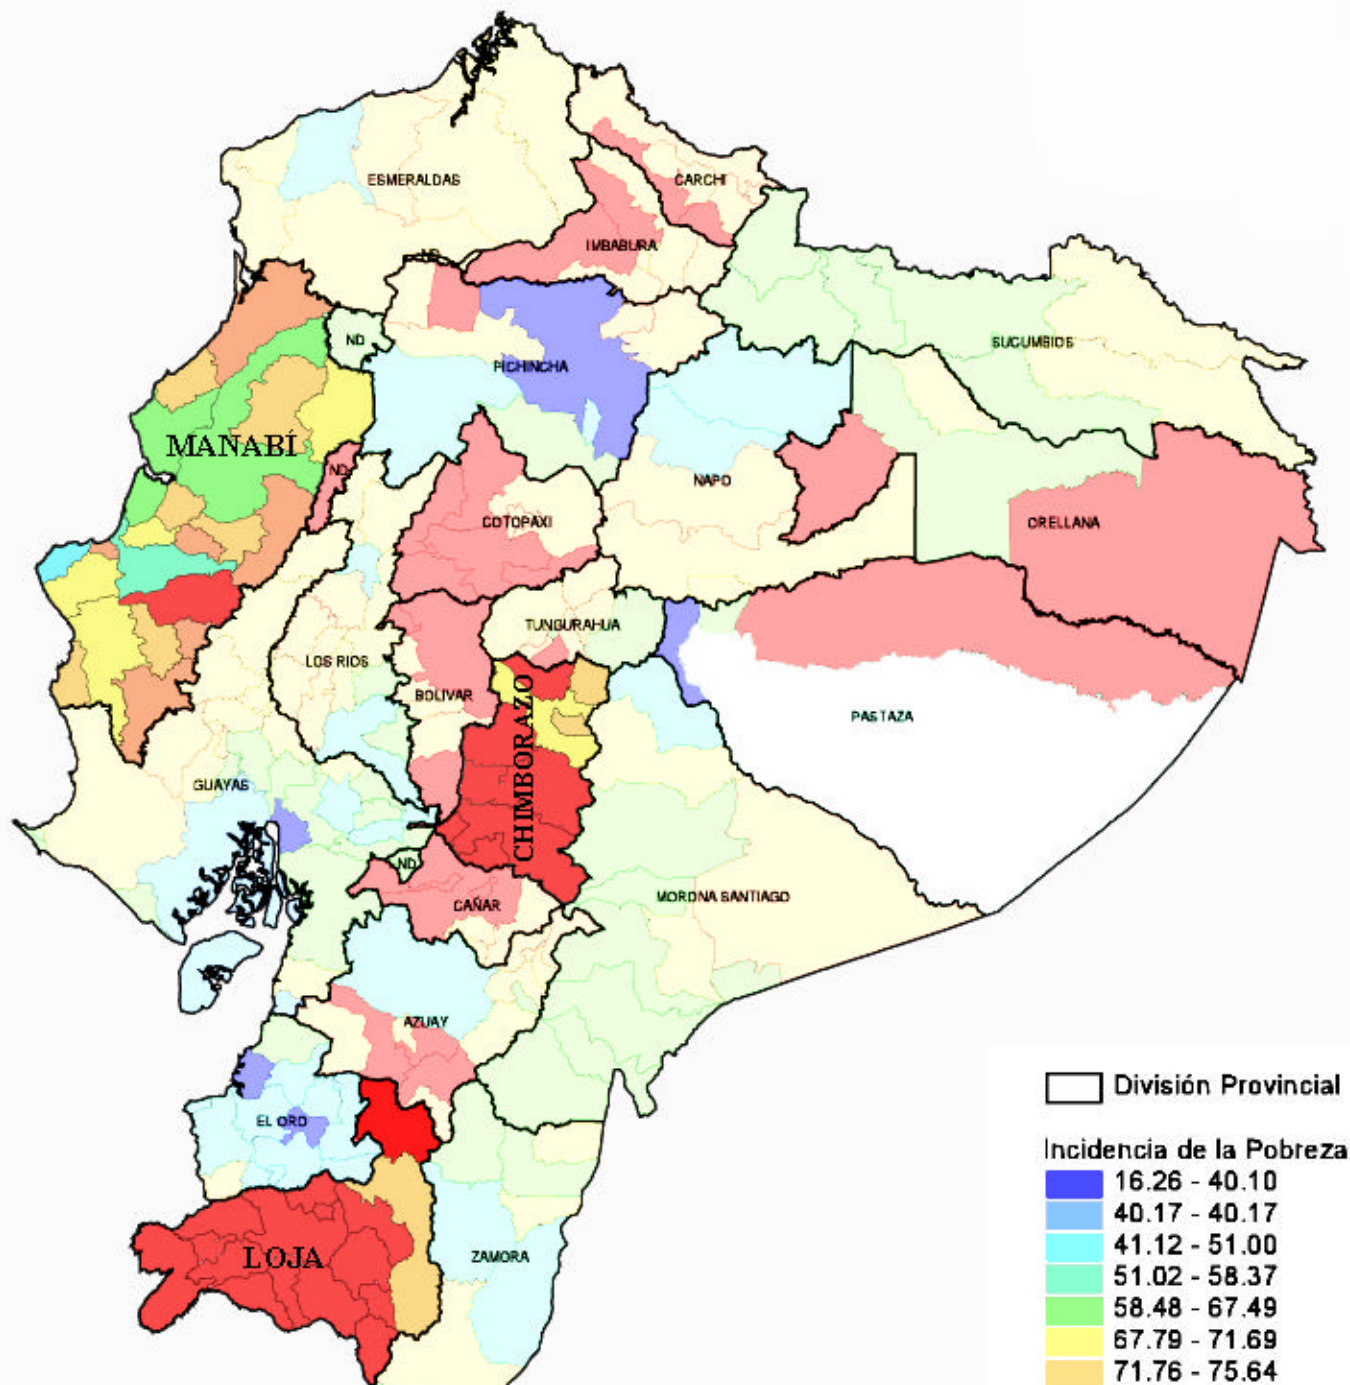 ESMERALDAS
CARCHI
ND
IMBABURA
ND
SUCUMBIOS
PICHINCHA
MANABÍ
ND
NAPO
COTOPAXI
ORELLANA
TUNGURAHUA
LOS RIOS
BOLIVAR
CHIMBORAZO
PASTAZA
GUAYAS
ND
CAÑAR
MORONA SANTIAGO
AZUAY
EL ORO
LOJA
ZAMORA
División Provincial
Incidencia de la Pobreza
16.26 - 40.10
40.17 - 40.17
41.12 - 51.00
51.02 - 58.37
58.48 - 67.49
67.79 - 71.69
71.76 - 75.64